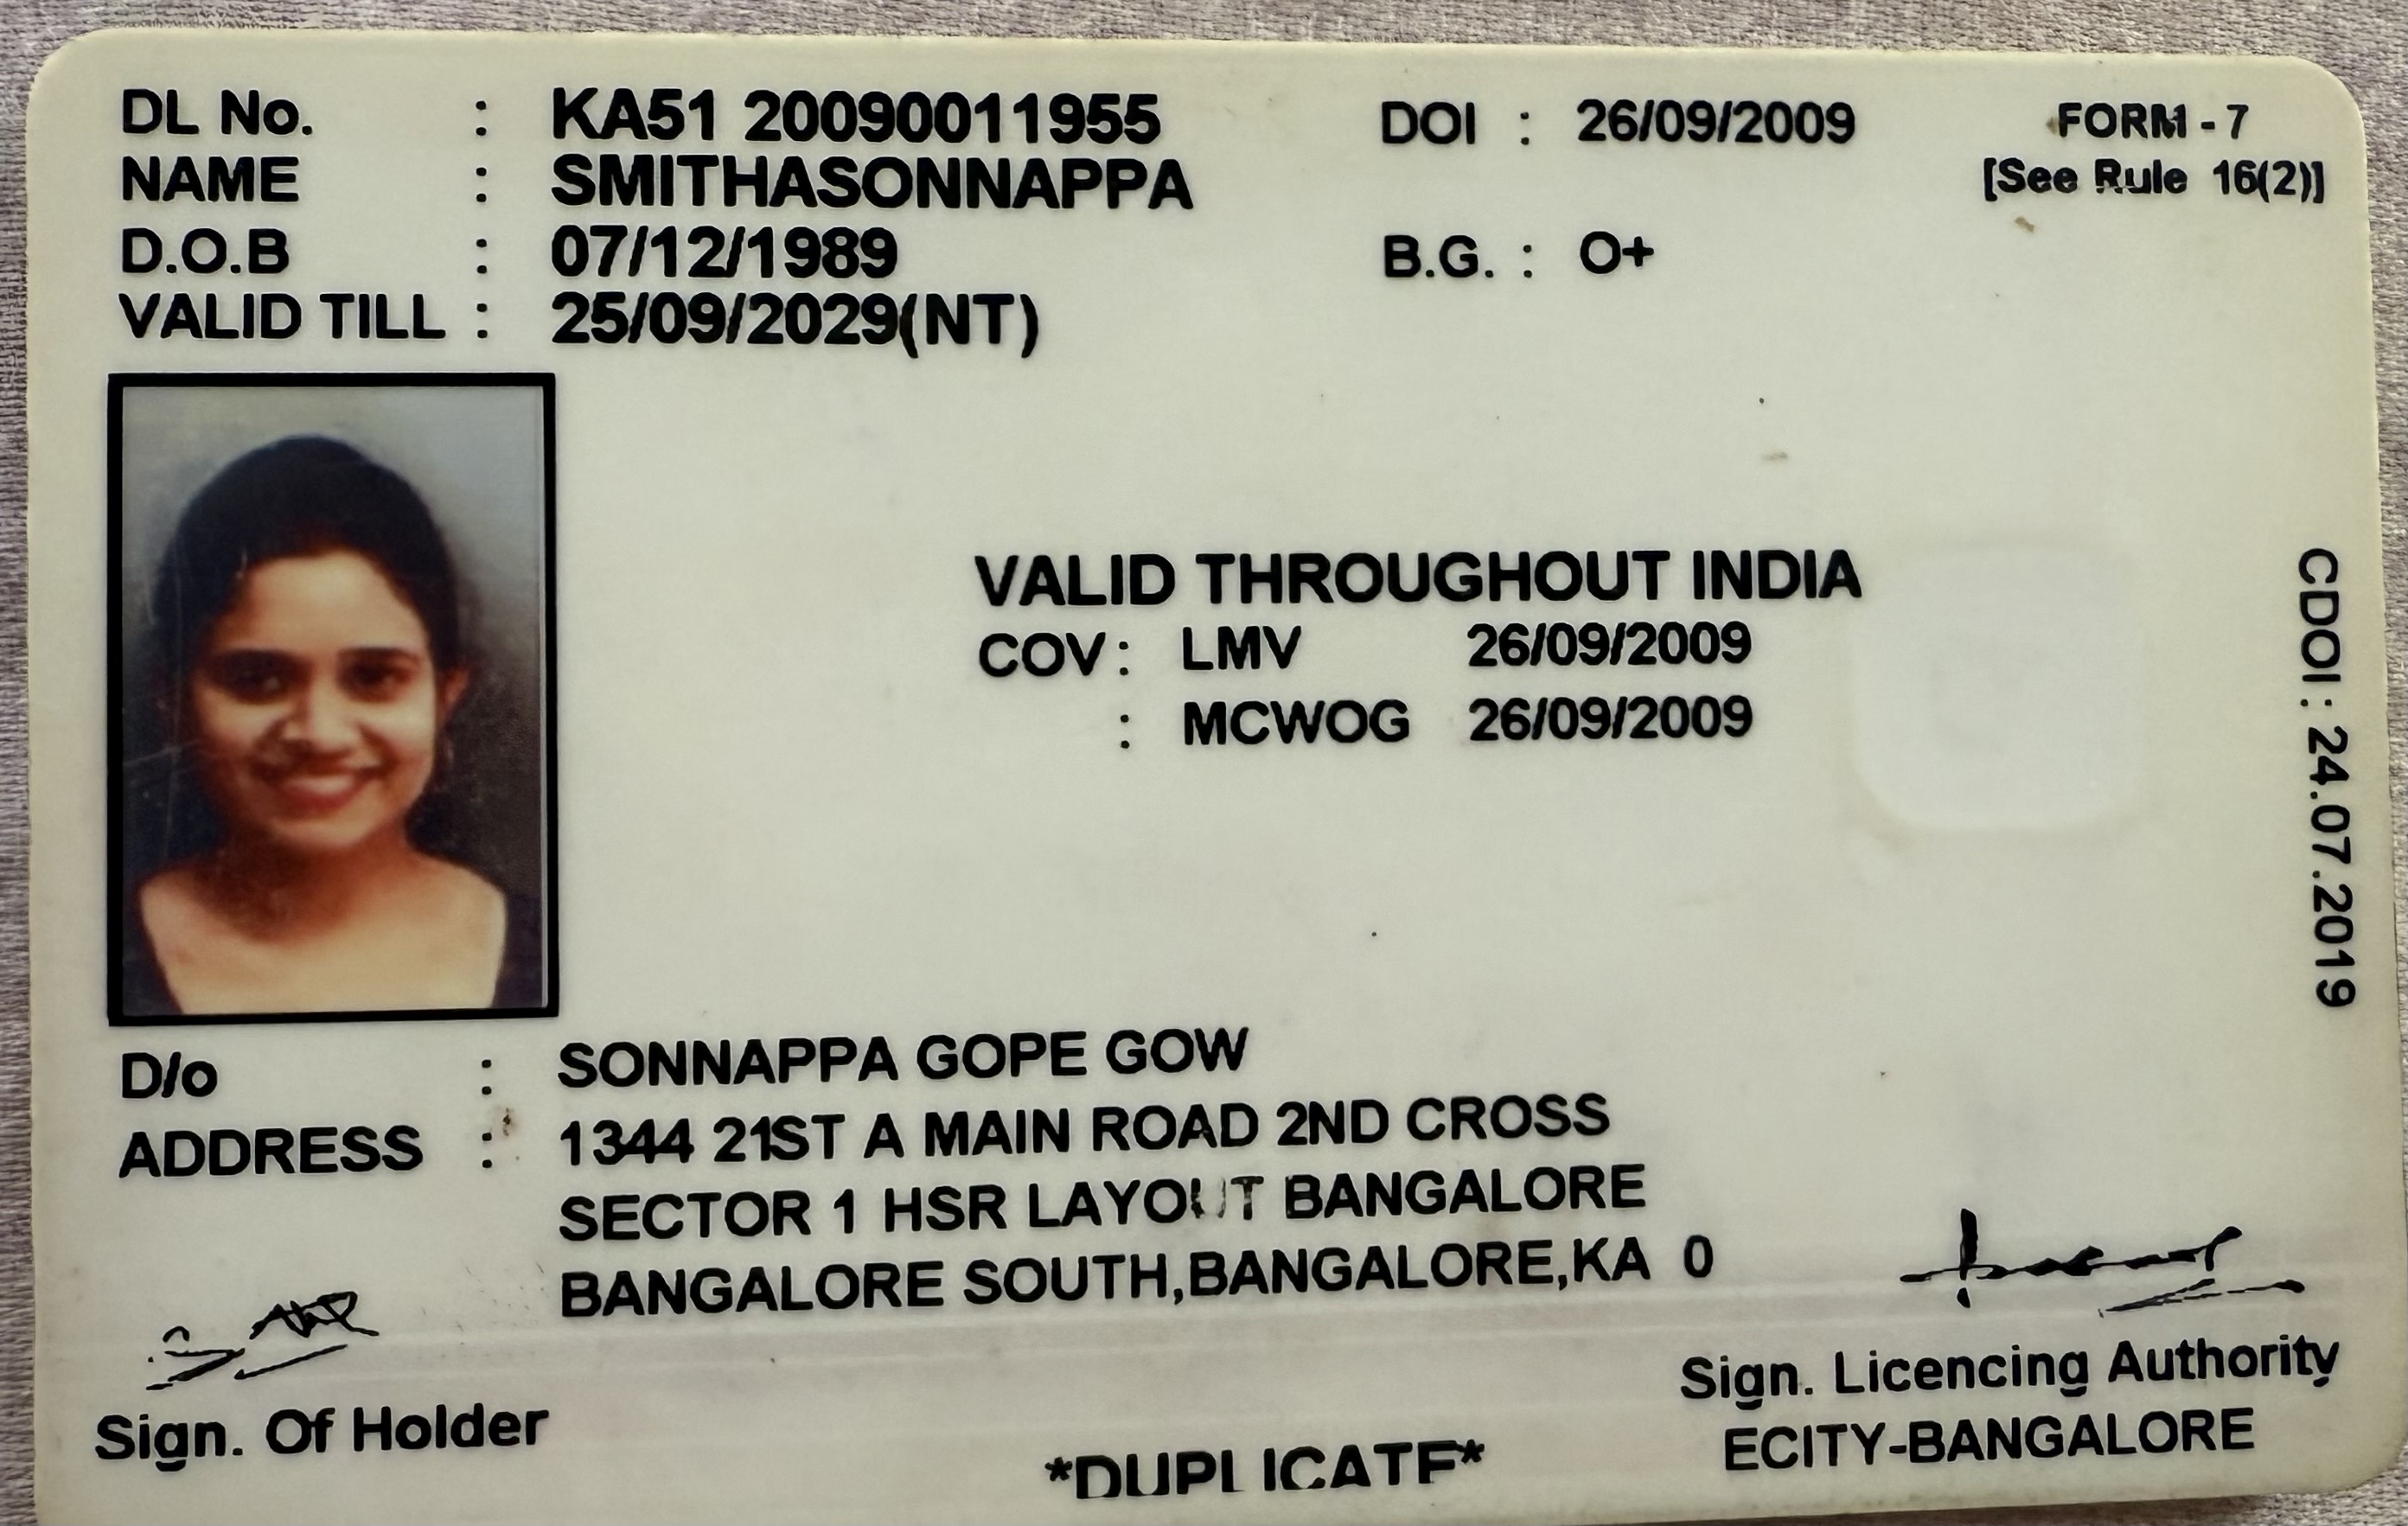 DL No. : KA51 20090011955 DOI : 26/09/2009 FORM - 7
NAME : SMITHASONNAPPA [See Rule 16(2)]
D.O.B : 07/12/1989 B.G. : O+
VALID TILL : 25/09/2029(NT)
VALID THROUGHOUT INDIA
COV : LMV 26/09/2009
: MCWOG 26/09/2009
CDOI : 24.07.2019
D/o : SONNAPPA GOPE GOW
ADDRESS : 1344 21ST A MAIN ROAD 2ND CROSS
SECTOR 1 HSR LAYOUT BANGALORE
BANGALORE SOUTH,BANGALORE,KA 0
Sign. Of Holder
Sign. Licencing Authority
ECITY-BANGALORE
*DUPLICATE*